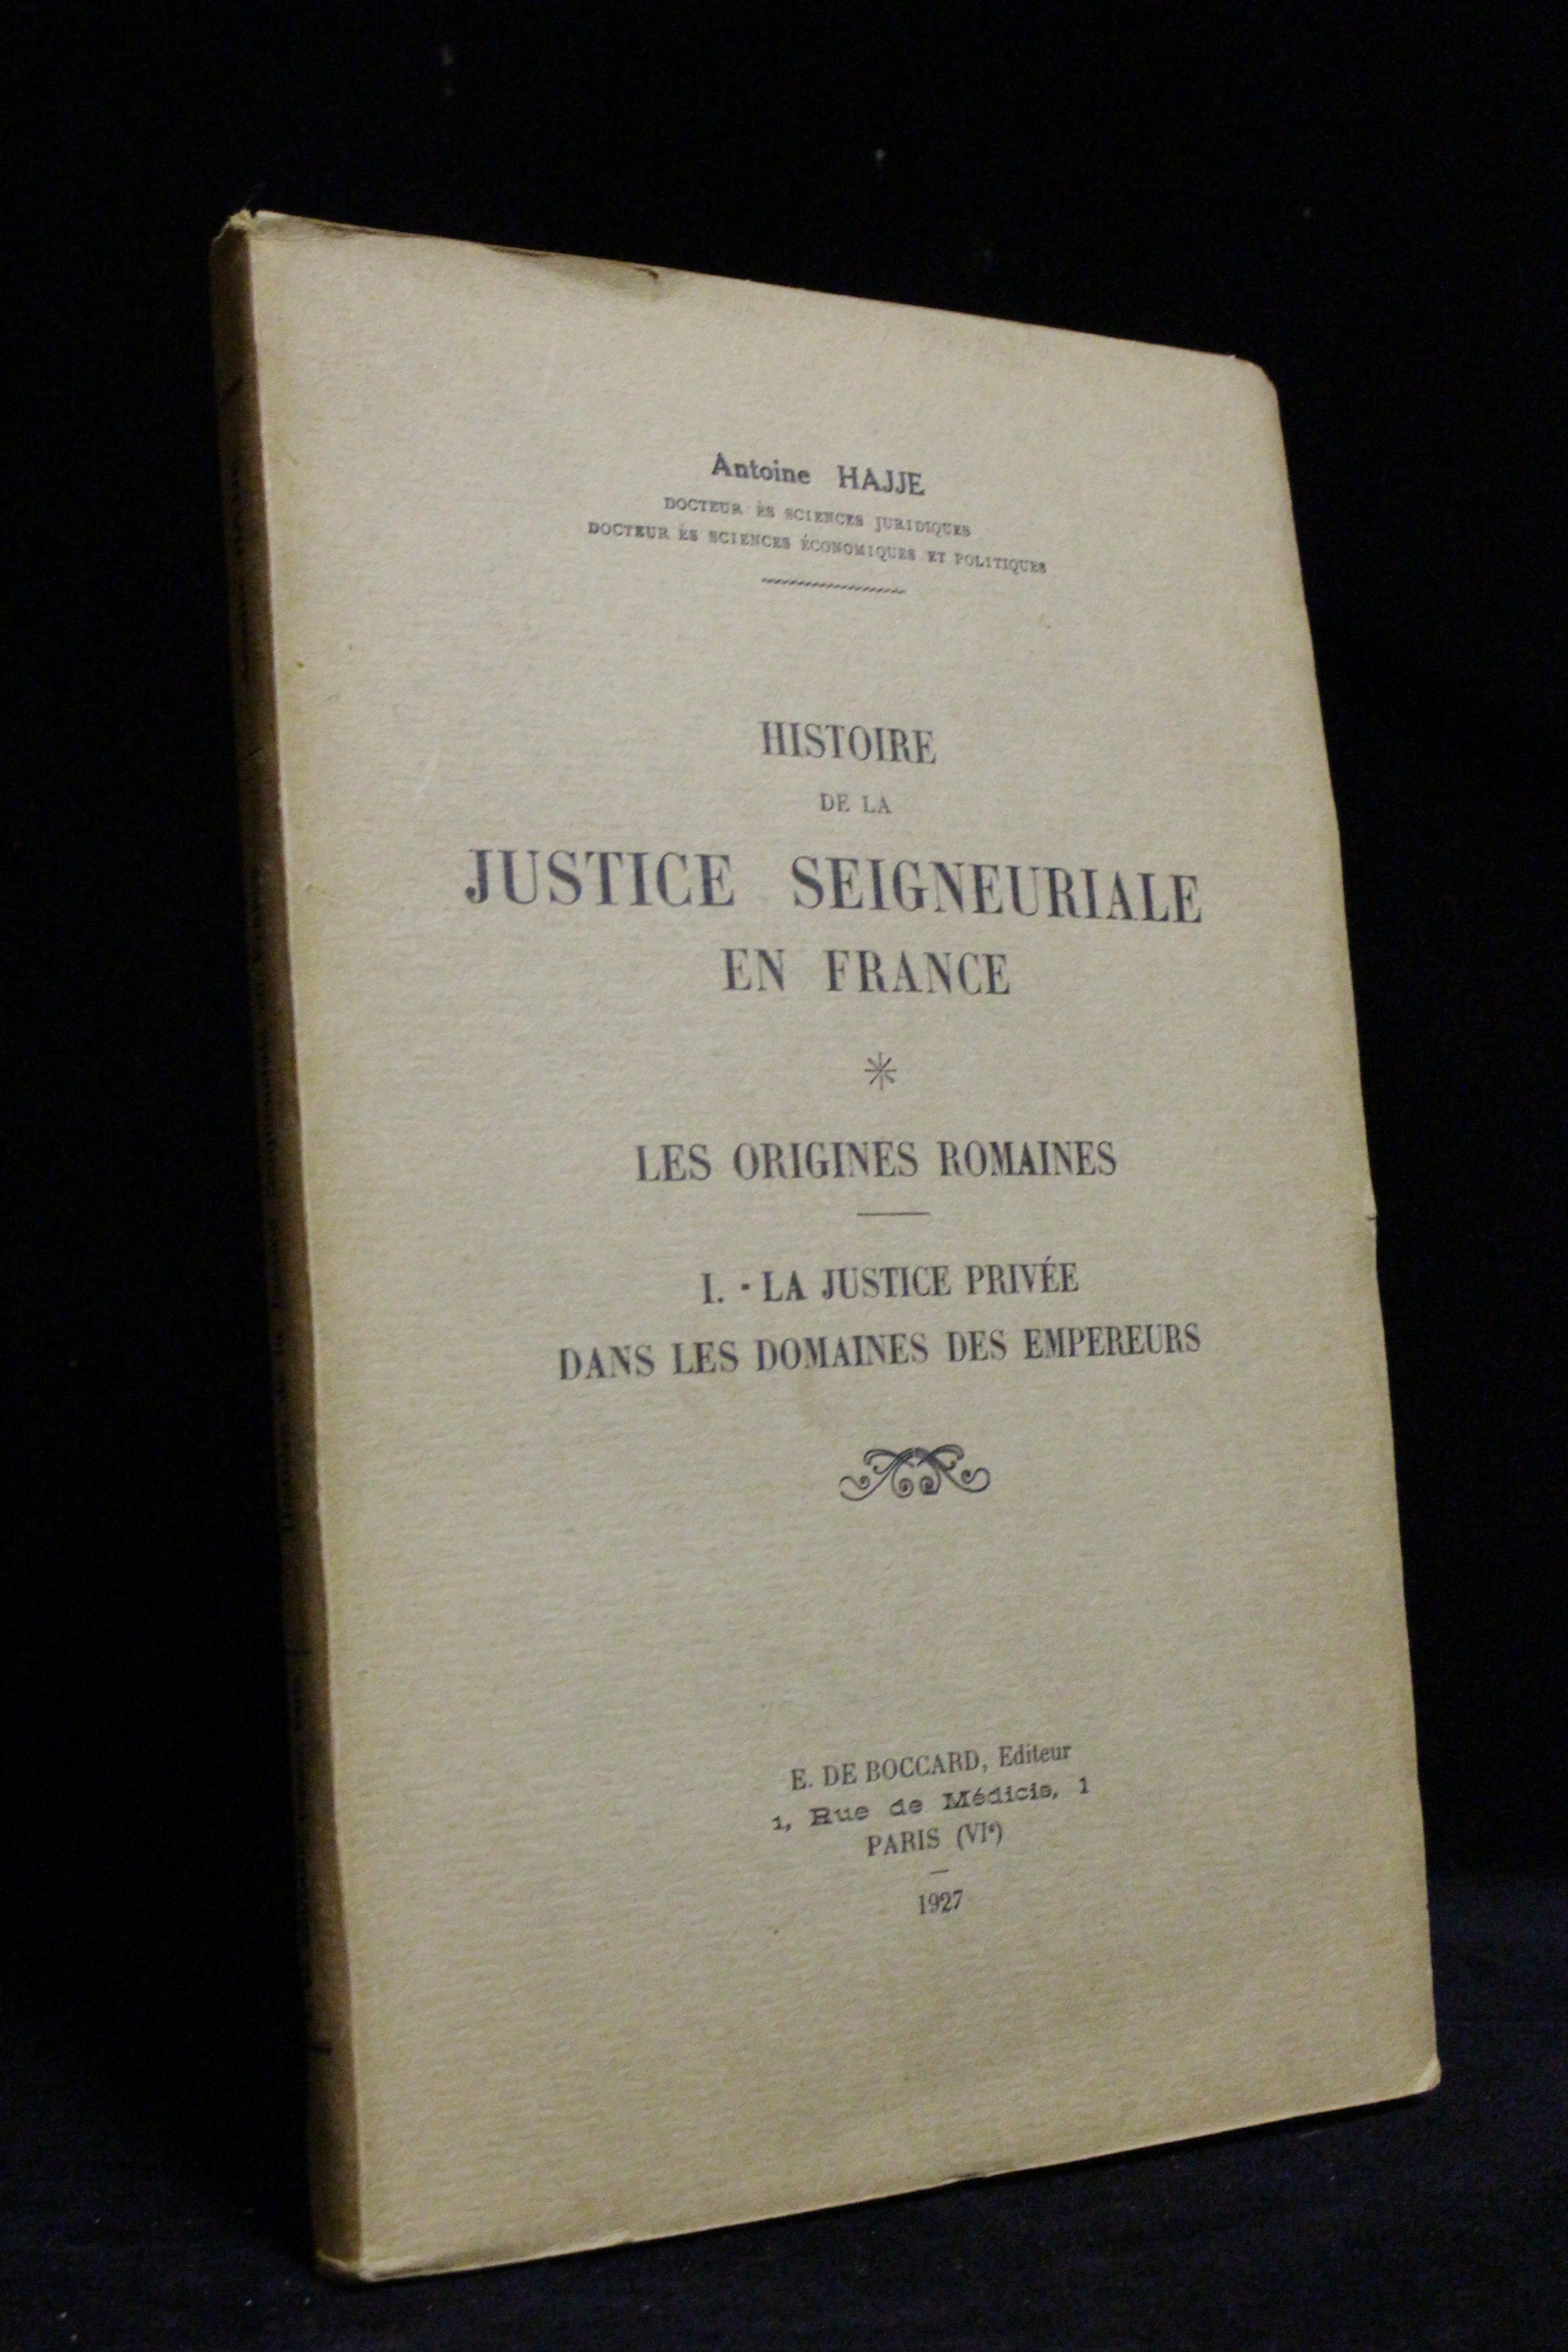 Antoine HAJJE
DOCTEUR ÈS SCIENCES JURIDIQUES
DOCTEUR ÈS SCIENCES ÉCONOMIQUES ET POLITIQUES
HISTOIRE
DE LA
JUSTICE SEIGNEURIALE
EN FRANCE
*
LES ORIGINES ROMAINES
I. - LA JUSTICE PRIVÉE
DANS LES DOMAINES DES EMPEREURS
E. DE BOCCARD, Editeur
1, Rue de Médicis, 1
PARIS (VIᵉ)
1927